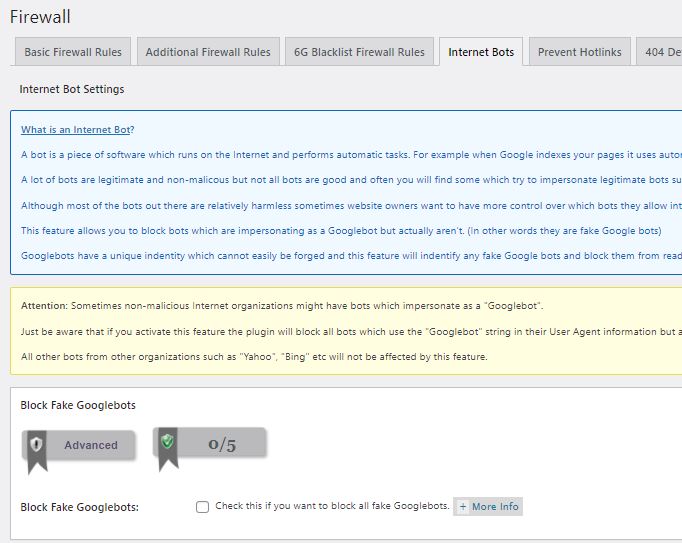 Firewall
Basic Firewall Rules
Additional Firewall Rules
6G Blacklist Firewall Rules
Internet Bots
Prevent Hotlinks
404 De
Internet Bot Settings
What is an Internet Bot?
A bot is a piece of software which runs on the Internet and performs automatic tasks. For example when Google indexes your pages it uses auto
A lot of bots are legitimate and non-malicous but not all bots are good and often you will find some which try to impersonate legitimate bots su
Although most of the bots out there are relatively harmless sometimes website owners want to have more control over which bots they allow int
This feature allows you to block bots which are impersonating as a Googlebot but actually aren't. (In other words they are fake Google bots)
Googlebots have a unique indentity which cannot easily be forged and this feature will indentify any fake Google bots and block them from read
Attention: Sometimes non-malicious Internet organizations might have bots which impersonate as a "Googlebot".
Just be aware that if you activate this feature the plugin will block all bots which use the "Googlebot" string in their User Agent information but a
All other bots from other organizations such as "Yahoo", "Bing" etc will not be affected by this feature.
Block Fake Googlebots
Advanced
0/5
Block Fake Googlebots:
Check this if you want to block all fake Googlebots.
+ More Info